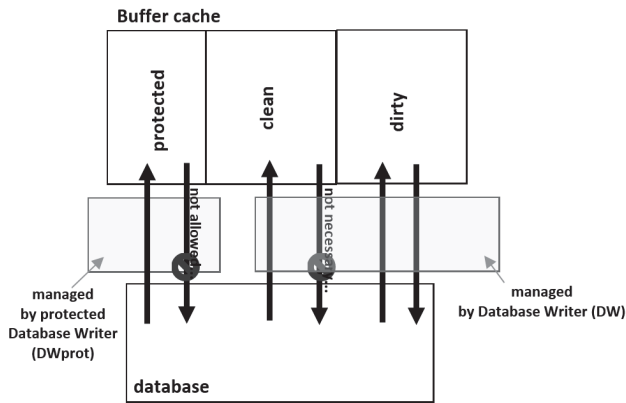 Buffer cache
protected
clean
dirty
not allowed...
not necessary...
managed
by protected
Database Writer
(DWprot)
managed
by Database Writer (DW)
database